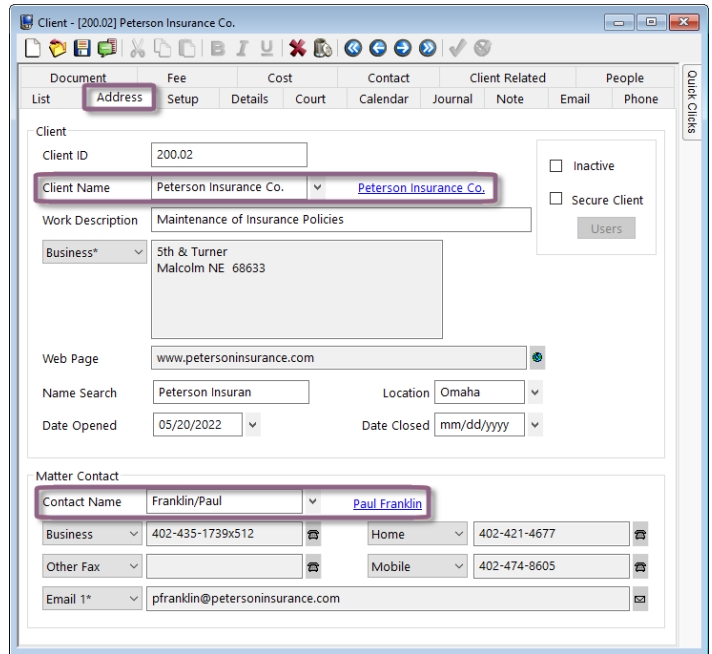 Client - [200.02] Peterson Insurance Co.
B I U
Document Fee Cost Contact Client Related People
List Address Setup Details Court Calendar Journal Note Email Phone
Quick Clicks
Client
Client ID 200.02
Inactive
Client Name Peterson Insurance Co. Peterson Insurance Co.
Secure Client
Work Description Maintenance of Insurance Policies
Users
Business* 5th & Turner
Malcolm NE 68633
Web Page www.petersoninsurance.com
Name Search Peterson Insuran Location Omaha
Date Opened 05/20/2022 Date Closed mm/dd/yyyy
Matter Contact
Contact Name Franklin/Paul Paul Franklin
Business 402-435-1739x512 Home 402-421-4677
Other Fax Mobile 402-474-8605
Email 1* pfranklin@petersoninsurance.com